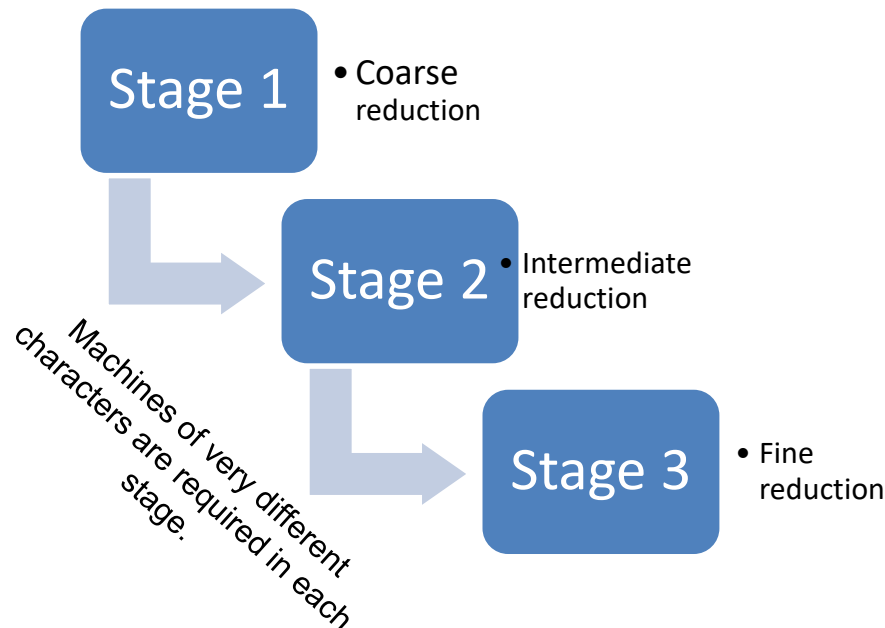 Stage 1
• Coarse
reduction
Stage 2
• Intermediate
reduction
Machines of very different
characters are required in each
stage.
Stage 3
• Fine
reduction